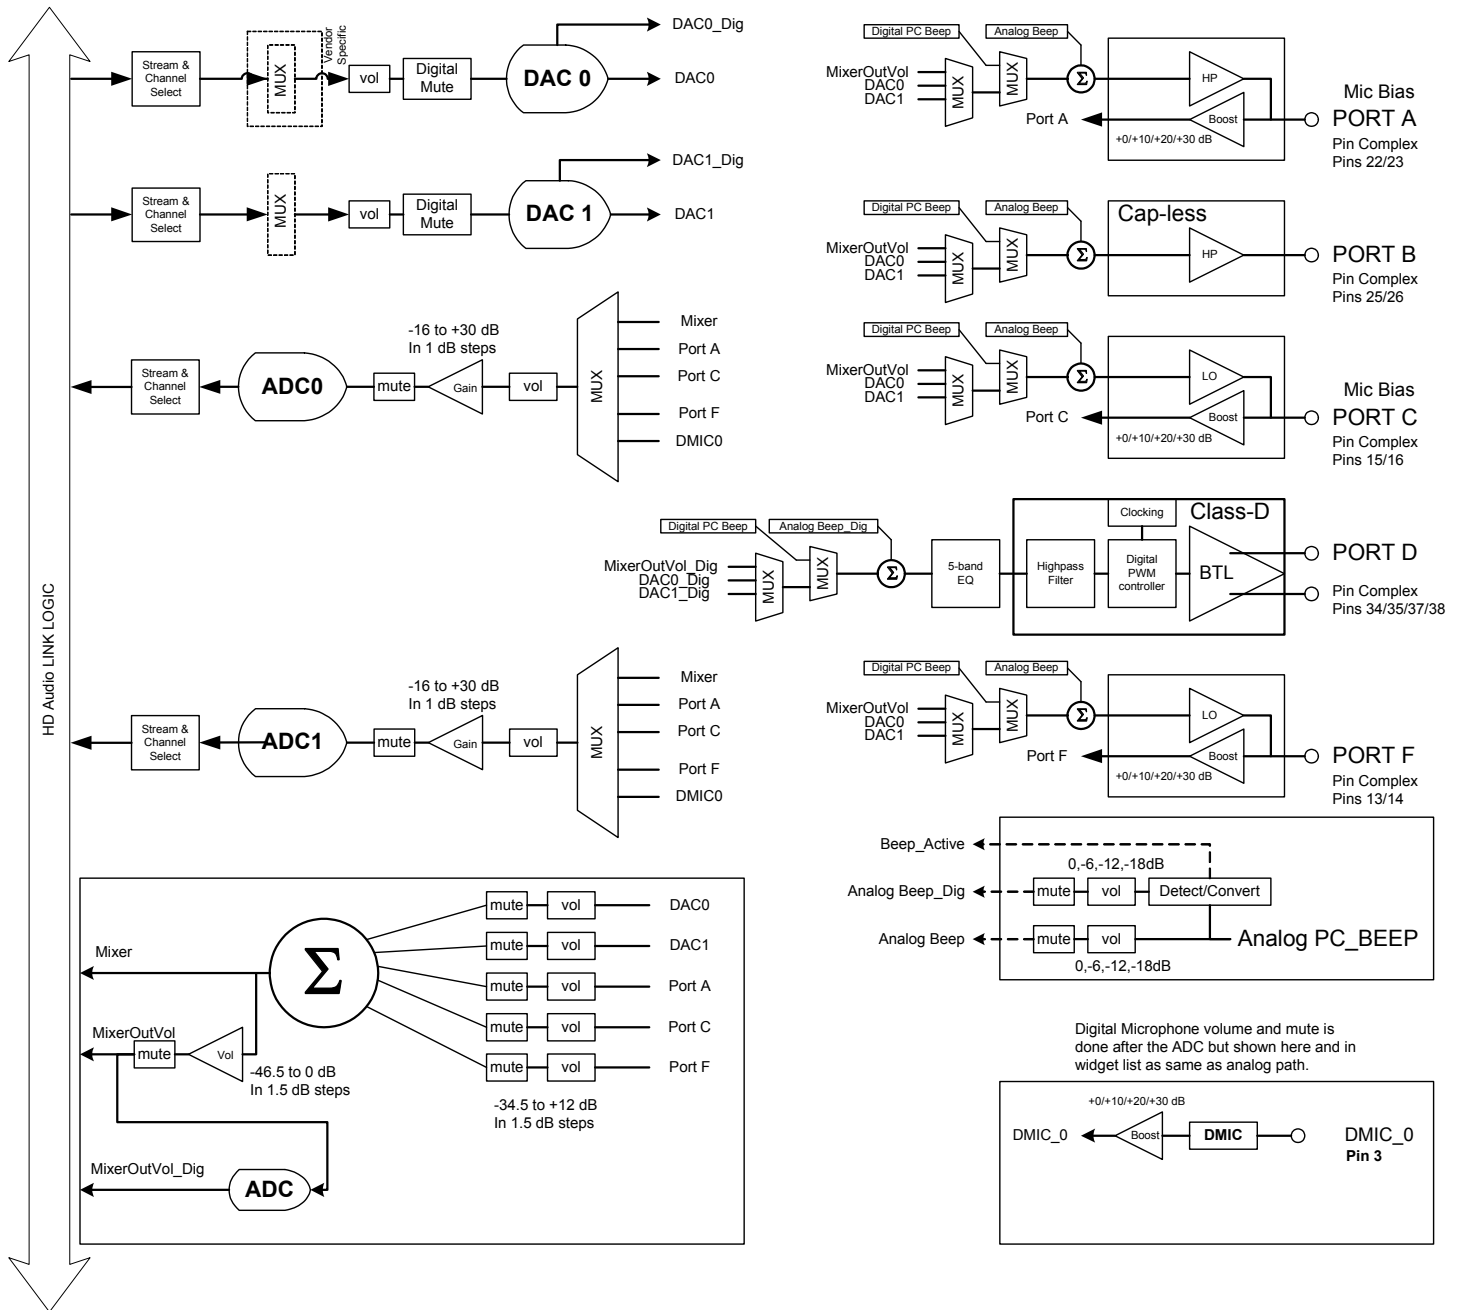 HD Audio LINK LOGIC
Stream &
Channel
Select
MUX
Vendor
Specific
vol
Digital
Mute
DAC 0
DAC0_Dig
DAC0
Stream &
Channel
Select
MUX
vol
Digital
Mute
DAC 1
DAC1_Dig
DAC1
Stream &
Channel
Select
ADC0
mute
-16 to +30 dB
In 1 dB steps
Gain
vol
MUX
Mixer
Port A
Port C
Port F
DMIC0
Stream &
Channel
Select
ADC1
mute
-16 to +30 dB
In 1 dB steps
Gain
vol
MUX
Mixer
Port A
Port C
Port F
DMIC0
Mixer
MixerOutVol
mute
Vol
-46.5 to 0 dB
In 1.5 dB steps
MixerOutVol_Dig
ADC
Σ
mute
vol
DAC0
mute
vol
DAC1
mute
vol
Port A
mute
vol
Port C
mute
vol
Port F
-34.5 to +12 dB
In 1.5 dB steps
Digital PC Beep
Analog Beep
MixerOutVol
DAC0
DAC1
MUX
MUX
Σ
HP
Port A
Boost
+0/+10/+20/+30 dB
Mic Bias
PORT A
Pin Complex
Pins 22/23
Digital PC Beep
Analog Beep
MixerOutVol
DAC0
DAC1
MUX
MUX
Σ
Cap-less
HP
PORT B
Pin Complex
Pins 25/26
Digital PC Beep
Analog Beep
MixerOutVol
DAC0
DAC1
MUX
MUX
Σ
LO
Port C
Boost
+0/+10/+20/+30 dB
Mic Bias
PORT C
Pin Complex
Pins 15/16
Digital PC Beep
Analog Beep_Dig
MixerOutVol_Dig
DAC0_Dig
DAC1_Dig
MUX
MUX
Σ
5-band
EQ
Highpass
Filter
Clocking
Digital
PWM
controller
Class-D
BTL
PORT D
Pin Complex
Pins 34/35/37/38
Digital PC Beep
Analog Beep
MixerOutVol
DAC0
DAC1
MUX
MUX
Σ
LO
Port F
Boost
+0/+10/+20/+30 dB
PORT F
Pin Complex
Pins 13/14
Beep_Active
0,-6,-12,-18dB
Analog Beep_Dig
mute
vol
Detect/Convert
Analog Beep
mute
vol
Analog PC_BEEP
0,-6,-12,-18dB
Digital Microphone volume and mute is
done after the ADC but shown here and in
widget list as same as analog path.
+0/+10/+20/+30 dB
DMIC_0
Boost
DMIC
DMIC_0
Pin 3